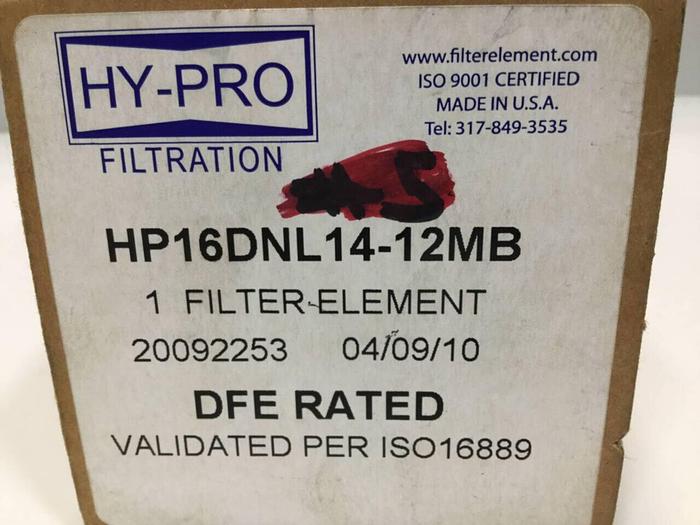 HY-PRO
FILTRATION
www.filterelement.com
ISO 9001 CERTIFIED
MADE IN U.S.A.
Tel: 317-849-3535
HP16DNL14-12MB
1 FILTER ELEMENT
20092253 04/09/10
DFE RATED
VALIDATED PER ISO16889